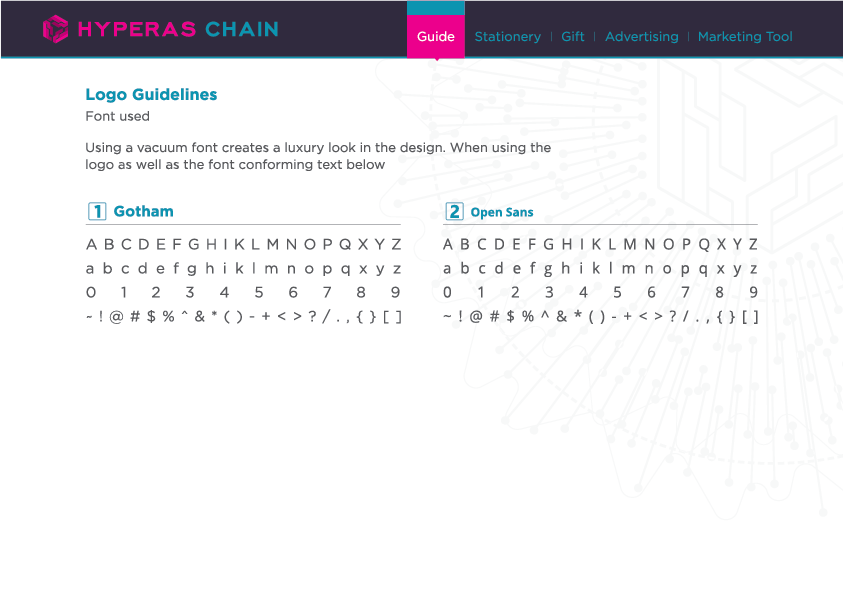 HYPERAS CHAIN
Guide
Stationery | Gift | Advertising | Marketing Tool
Logo Guidelines
Font used
Using a vacuum font creates a luxury look in the design. When using the
logo as well as the font conforming text below
1 Gotham
A B C D E F G H I K L M N O P Q X Y Z
a b c d e f g h i k l m n o p q x y z
0 1 2 3 4 5 6 7 8 9
~ ! @ # $ % ^ & * ( ) - + < > ? / . , { } [ ]
2 Open Sans
A B C D E F G H I K L M N O P Q X Y Z
a b c d e f g h i k l m n o p q x y z
0 1 2 3 4 5 6 7 8 9
~ ! @ # $ % ^ & * ( ) - + < > ? / . , { } [ ]